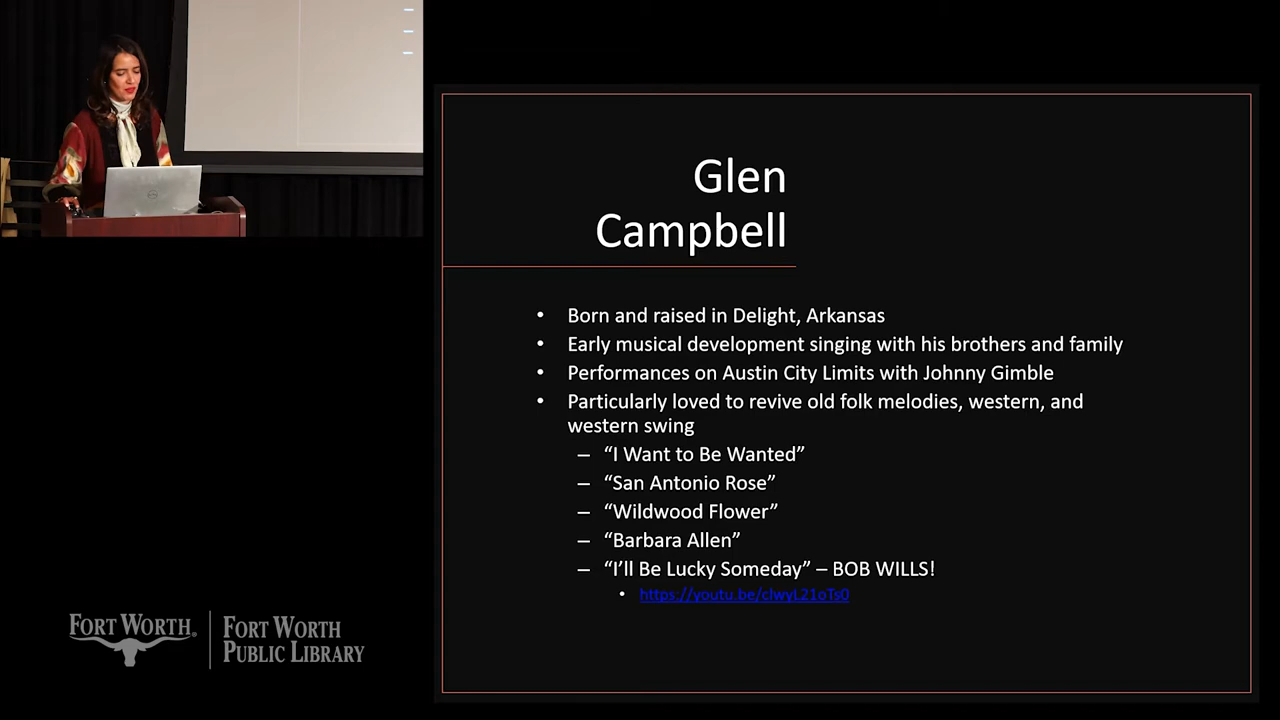 Glen
Campbell
• Born and raised in Delight, Arkansas
• Early musical development singing with his brothers and family
• Performances on Austin City Limits with Johnny Gimble
• Particularly loved to revive old folk melodies, western, and
western swing
– “I Want to Be Wanted”
– “San Antonio Rose”
– “Wildwood Flower”
– “Barbara Allen”
– “I’ll Be Lucky Someday” – BOB WILLS!
• https://youtu.be/clwyL21oTs0
FORT WORTH®
FORT WORTH
PUBLIC LIBRARY